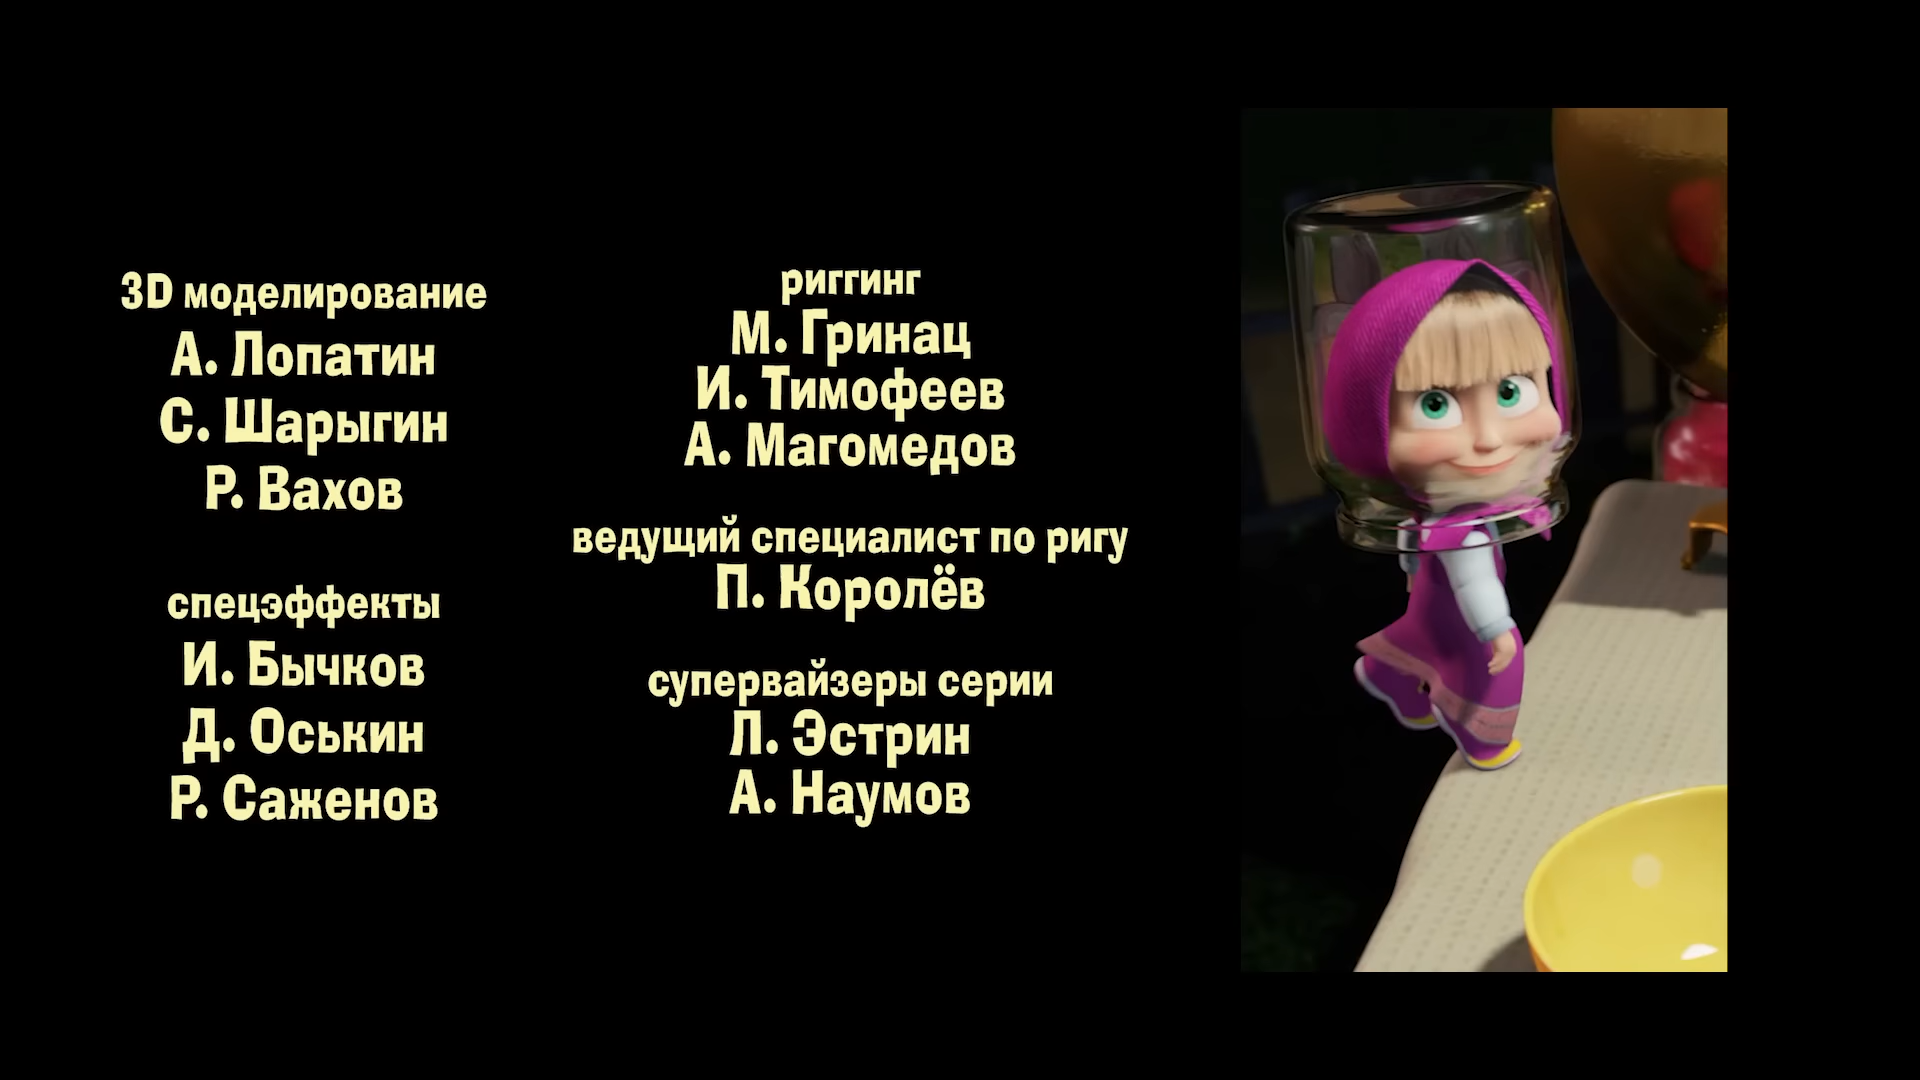 3D моделирование
А. Лопатин
С. Шарыгин
Р. Вахов
спецэффекты
И. Бычков
Д. Оськин
Р. Саженов
риггинг
М. Гринац
И. Тимофеев
А. Магомедов
ведущий специалист по ригу
П. Королёв
супервайзеры серии
Л. Эстрин
А. Наумов